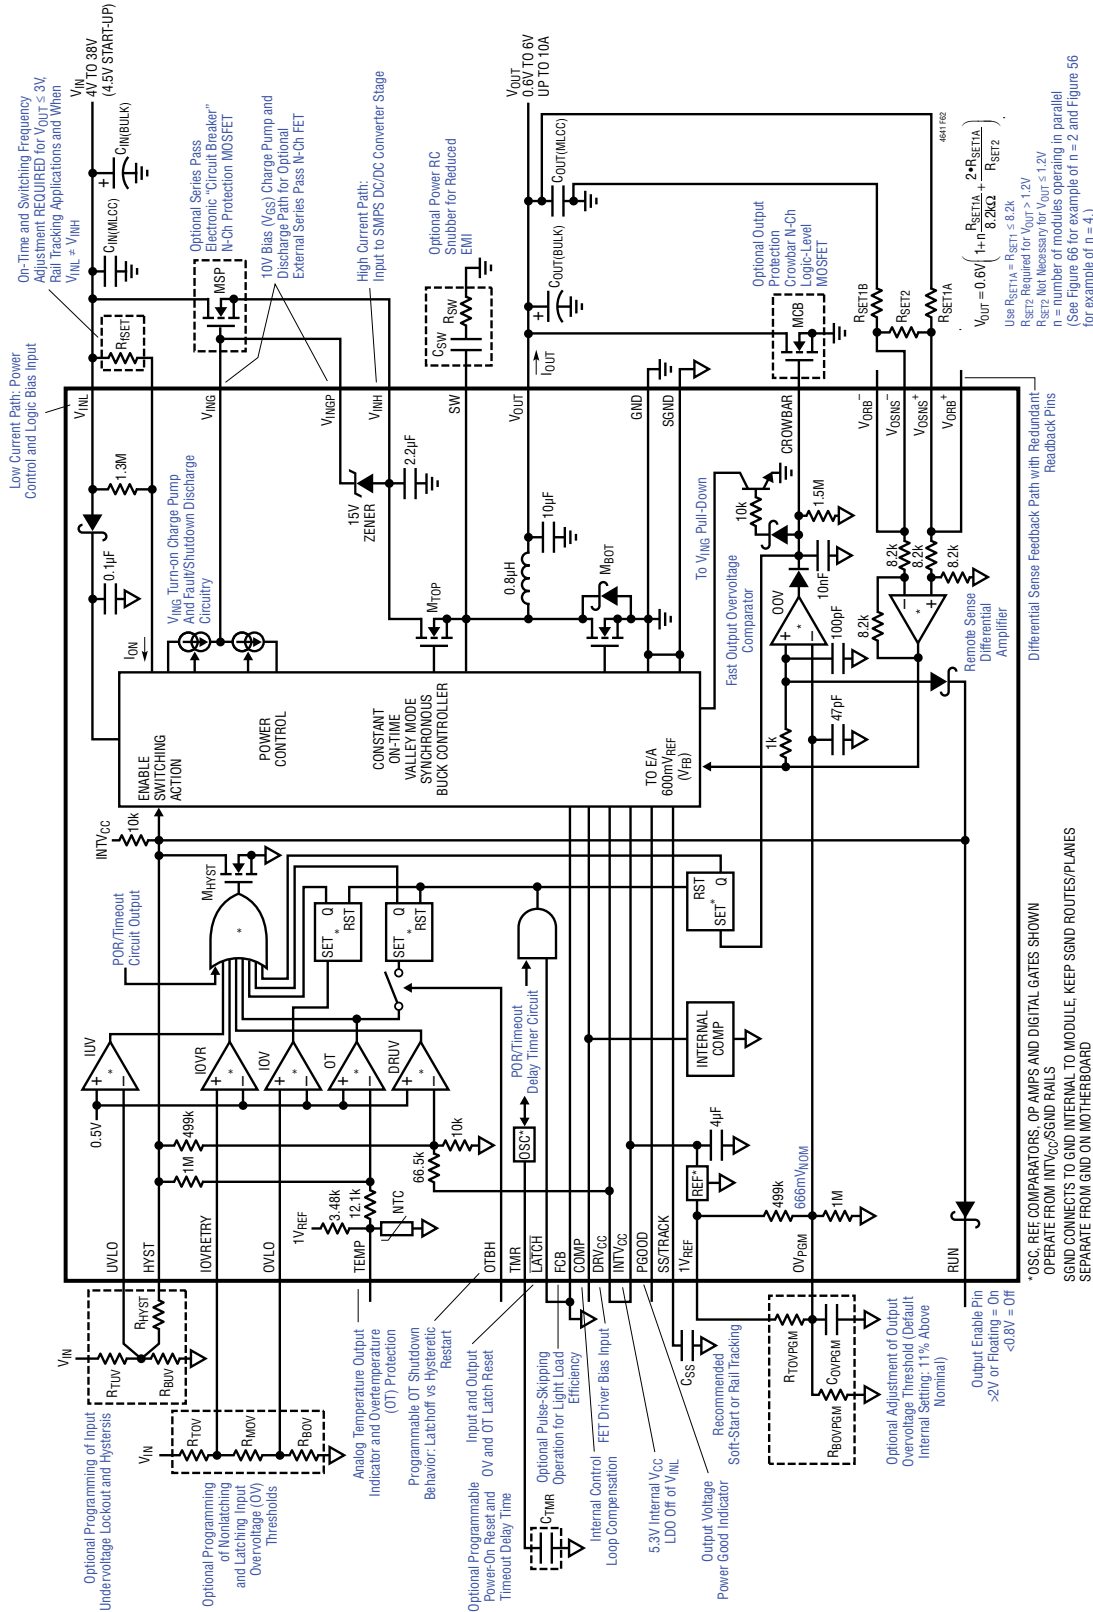 Low Current Path: Power
Control and Logic Bias Input
On-Time and Switching Frequency
Adjustment REQUIRED for VOUT ≤ 3V,
Rail Tracking Applications and When
VINL ≠ VINH
VIN
4V TO 38V
(4.5V START-UP)
CIN(MLCC)
+
CIN(BULK)
RfSET
Optional Series Pass
Electronic “Circuit Breaker”
N-Ch Protection MOSFET
MSP
10V Bias (VGS) Charge Pump and
Discharge Path for Optional
External Series Pass N-Ch FET
High Current Path:
Input to SMPS DC/DC Converter Stage
Optional Power RC
Snubber for Reduced
EMI
CSW
RSW
VOUT
0.6V TO 6V
UP TO 10A
IOUT
+
COUT(BULK)
COUT(MLCC)
Optional Output
Protection
Crowbar N-Ch
Logic-Level
MOSFET
MCB
RSET1B
RSET2
RSET1A
4641 F62
VOUT = 0.6V (1+n RSET1A/8.2kΩ + 2•RSET1A/RSET2) .
Use RSET1A = RSET1 ≤ 8.2k
RSET2 Required for VOUT > 1.2V
RSET2 Not Necessary for VOUT ≤ 1.2V
n = number of modules operaing in parallel
(See Figure 66 for example of n = 2 and Figure 56
for example of n = 4.)
VINL
VING
VINGP
VINH
SW
VOUT
GND
SGND
CROWBAR
VORB−
VOSNS−
VOSNS+
VORB+
0.1µF
1.3M
VING Turn-on Charge Pump
And Fault/Shutdown Discharge
Circuitry
ION
15V
ZENER
2.2µF
MTOP
0.8µH
10µF
MBOT
To VING Pull-Down
10k
Fast Output Overvoltage
Comparator
OOV
+
−
*
1.5M
10nF
100pF
1k
47pF
8.2k
8.2k
8.2k
8.2k
−
+
*
Remote Sense
Differential
Amplifier
Differential Sense Feedback Path with Redundant
Readback Pins
ENABLE
SWITCHING
ACTION
POWER
CONTROL
CONSTANT
ON-TIME
VALLEY MODE
SYNCHRONOUS
BUCK CONTROLLER
TO E/A
600mVREF
(VFB)
INTVCC
10k
MHYST
POR/Timeout
Circuit Output
*
SET
Q
*
RST
SET
Q
*
RST
RST
SET*
Q
IUV
+
*
−
IOVR
+
*
−
IOV
+
*
−
OT
+
*
−
DRUV
+
*
−
0.5V
499k
1M
66.5k
10k
POR/Timeout
Delay Timer Circuit
OSC*
INTERNAL
COMP
1VREF
3.48k
12.1k
NTC
REF*
4µF
499k
666mVNOM
1M
UVLO
HYST
IOVRETRY
OVLO
TEMP
OTBH
TMR
LATCH
FCB
COMP
DRVCC
INTVCC
PGOOD
SS/TRACK
1VREF
OVPGM
RUN
VIN
RTUV
RHYST
RBUV
Optional Programming of Input
Undervoltage Lockout and Hystersis
VIN
RTOV
RMOV
RBOV
Optional Programming
of Nonlatching
and Latching Input
Overvoltage (OV)
Thresholds
Analog Temperature Output
Indicator and Overtemperature
(OT) Protection
Programmable OT Shutdown
Behavior: Latchoff vs Hysteretic
Restart
Optional Programmable
Power-On Reset and
Timeout Delay Time
Input and Output
OV and OT Latch Reset
CTMR
Optional Pulse-Skipping
Operation for Light Load
Efficiency
Internal Control
Loop Compensation
FET Driver Bias Input
5.3V Internal VCC
LDO Off of VINL
Output Voltage
Power Good Indicator
CSS
Recommended
Soft-Start or Rail Tracking
RTOVPGM
COVPGM
RBOVPGM
Optional Adjustment of Output
Overvoltage Threshold (Default
Internal Setting: 11% Above
Nominal)
Output Enable Pin
>2V or Floating = On
<0.8V = Off
*OSC, REF, COMPARATORS, OP AMPS AND DIGITAL GATES SHOWN
OPERATE FROM INTVCC/SGND RAILS
SGND CONNECTS TO GND INTERNAL TO MODULE, KEEP SGND ROUTES/PLANES
SEPARATE FROM GND ON MOTHERBOARD